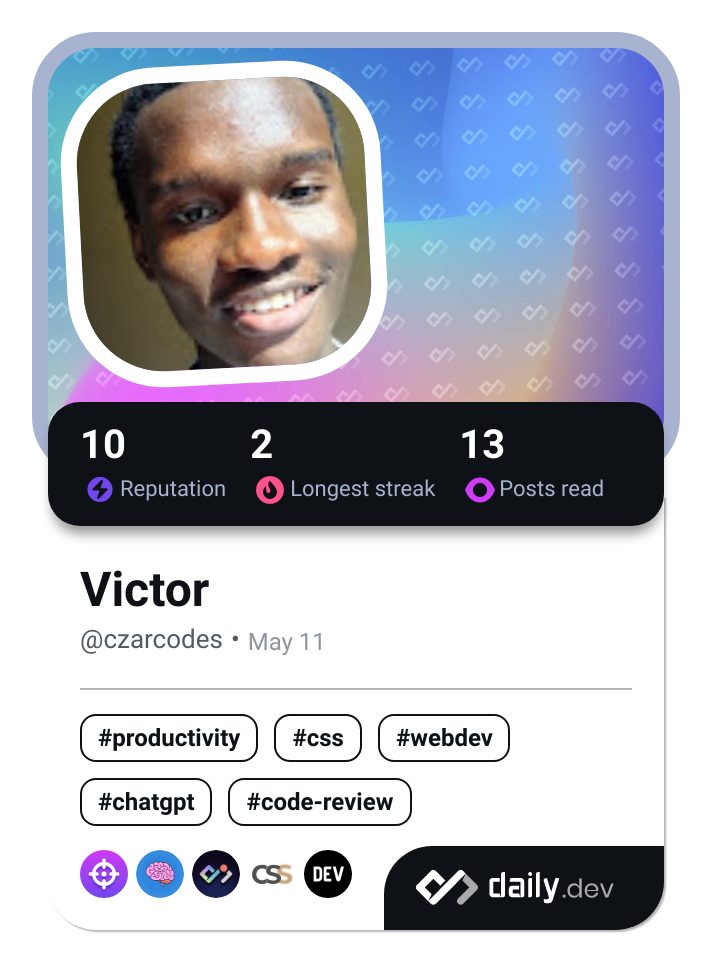 10 2 13
Reputation Longest streak Posts read
Victor
@czarcodes • May 11
#productivity #css #webdev
#chatgpt #code-review
CSS DEV
daily.dev